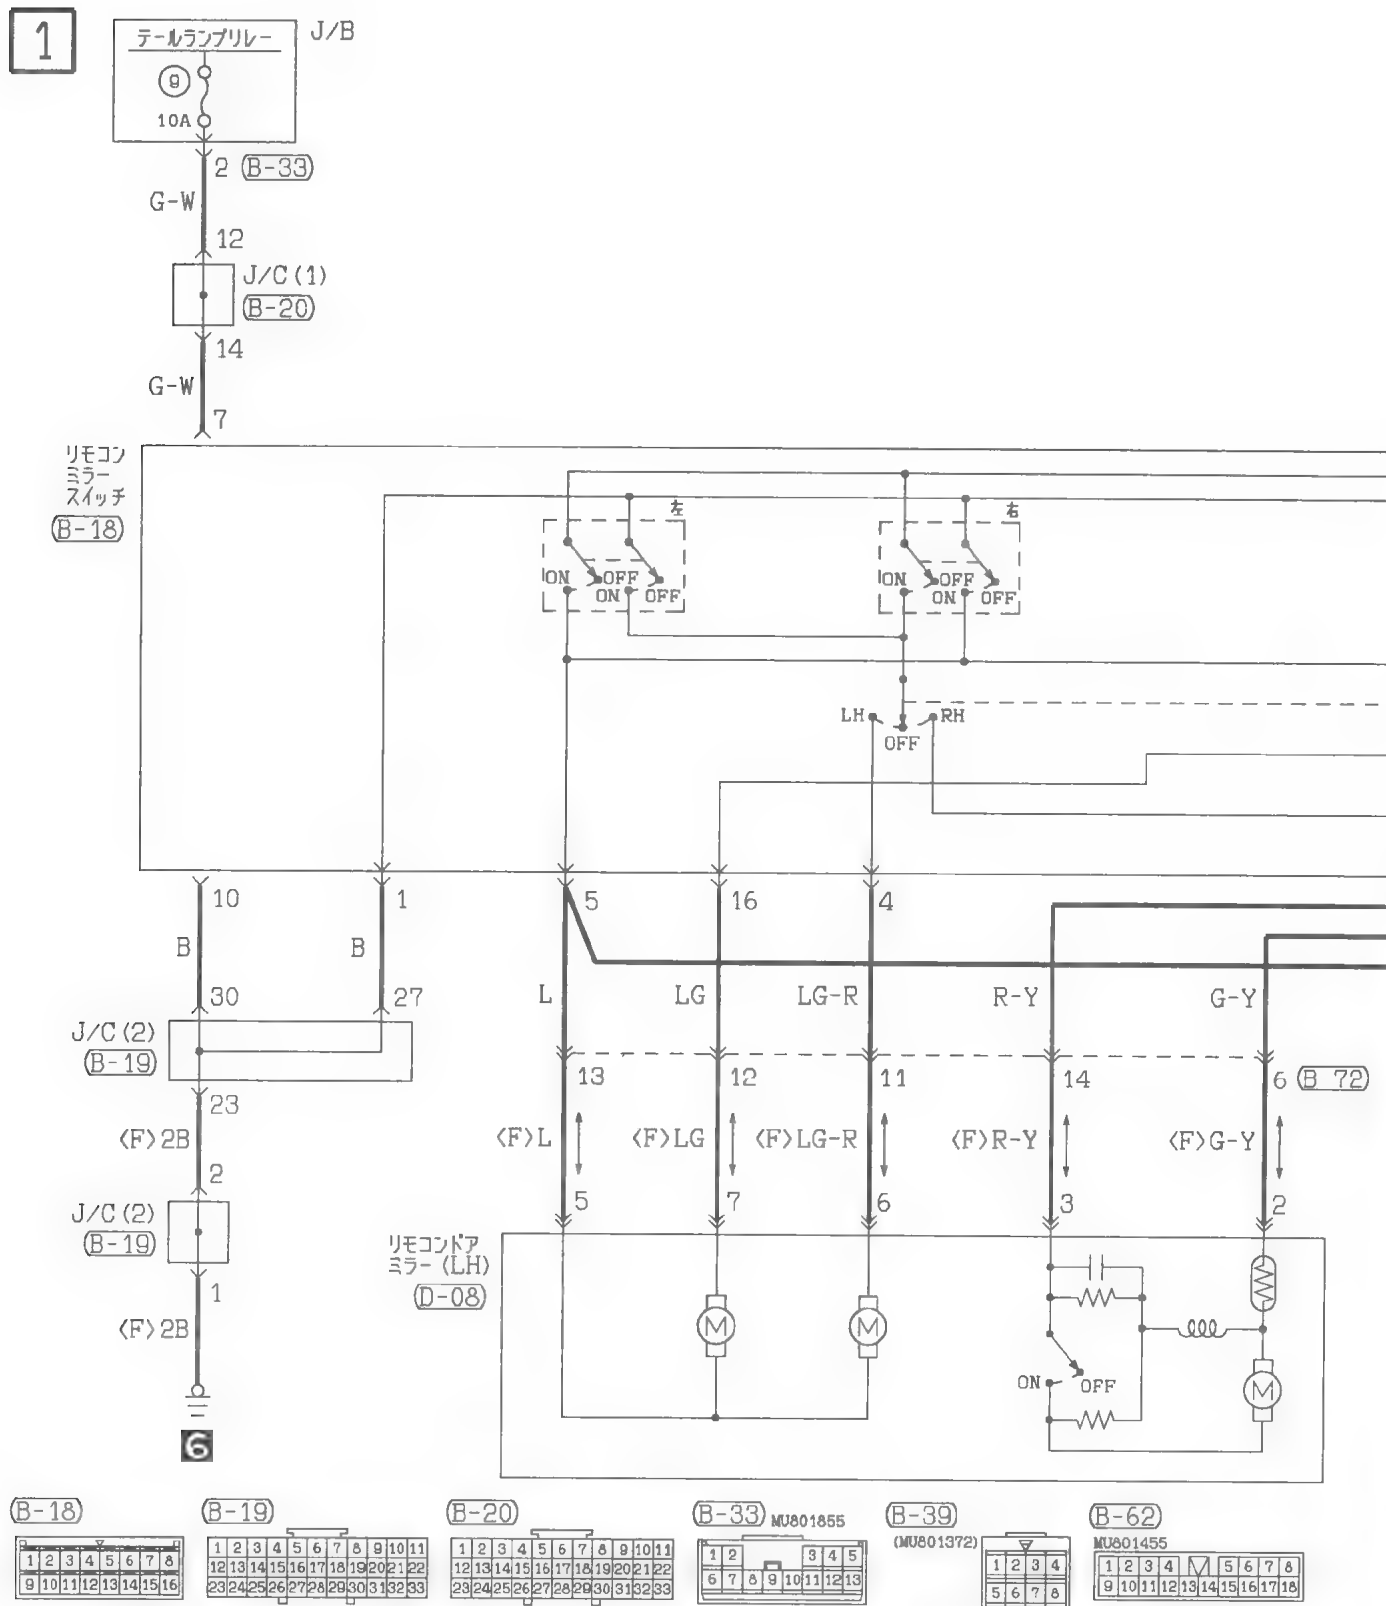 1
テールランプリレー
J/B
9
10A
2 (B-33)
G-W
12
J/C(1)
(B-20)
14
G-W
7
リモコン
ミラー
スイッチ
(B-18)
左
右
ON OFF
ON OFF
ON OFF
ON OFF
LH RH
OFF
10 1 5 16 4
B B
L LG LG-R R-Y G-Y
30 27
J/C(2)
(B-19)
13 12 11 14 6 (B 72)
23
〈F〉2B
〈F〉L 〈F〉LG 〈F〉LG-R 〈F〉R-Y 〈F〉G-Y
2
5 7 6 3 2
J/C(2)
(B-19)
リモコンドア
ミラー(LH)
(D-08)
1
〈F〉2B
M M
ON OFF
M
6
(B-18) (B-19) (B-20) (B-33) MU801855 (B-39) (B-62)
(MU801372)
MU801455
1 2 3 4 5 6 7 8
9 10 11 12 13 14 15 16
1 2 3 4 5 6 7 8 9 10 11
12 13 14 15 16 17 18 19 20 21 22
23 24 25 26 27 28 29 30 31 32 33
1 2 3 4 5 6 7 8 9 10 11
12 13 14 15 16 17 18 19 20 21 22
23 24 25 26 27 28 29 30 31 32 33
1 2 3 4 5
6 7 8 9 10 11 12 13
1 2 3 4
5 6 7 8
1 2 3 4 5 6 7 8
9 10 11 12 13 14 15 16 17 18